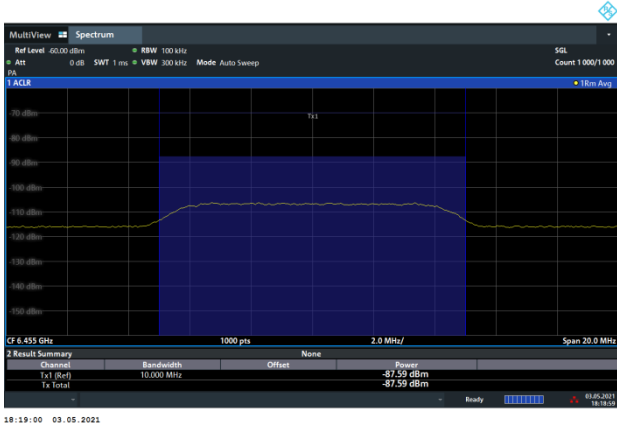 MultiView Spectrum
Ref Level -60.00 dBm RBW 100 kHz SGL
Att 0 dB SWT 1 ms VBW 300 kHz Mode Auto Sweep Count 1 000/1 000
PA
1 ACLR 1Rm Avg
Tx1
-70 dBm
-80 dBm
-90 dBm
-100 dBm
-110 dBm
-120 dBm
-130 dBm
-140 dBm
-150 dBm
CF 6.455 GHz 1000 pts 2.0 MHz/ Span 20.0 MHz
2 Result Summary None
Channel Bandwidth Offset Power
Tx1 (Ref) 10.000 MHz -87.59 dBm
Tx Total -87.59 dBm
Ready 03.05.2021
18:18:59
18:19:00 03.05.2021